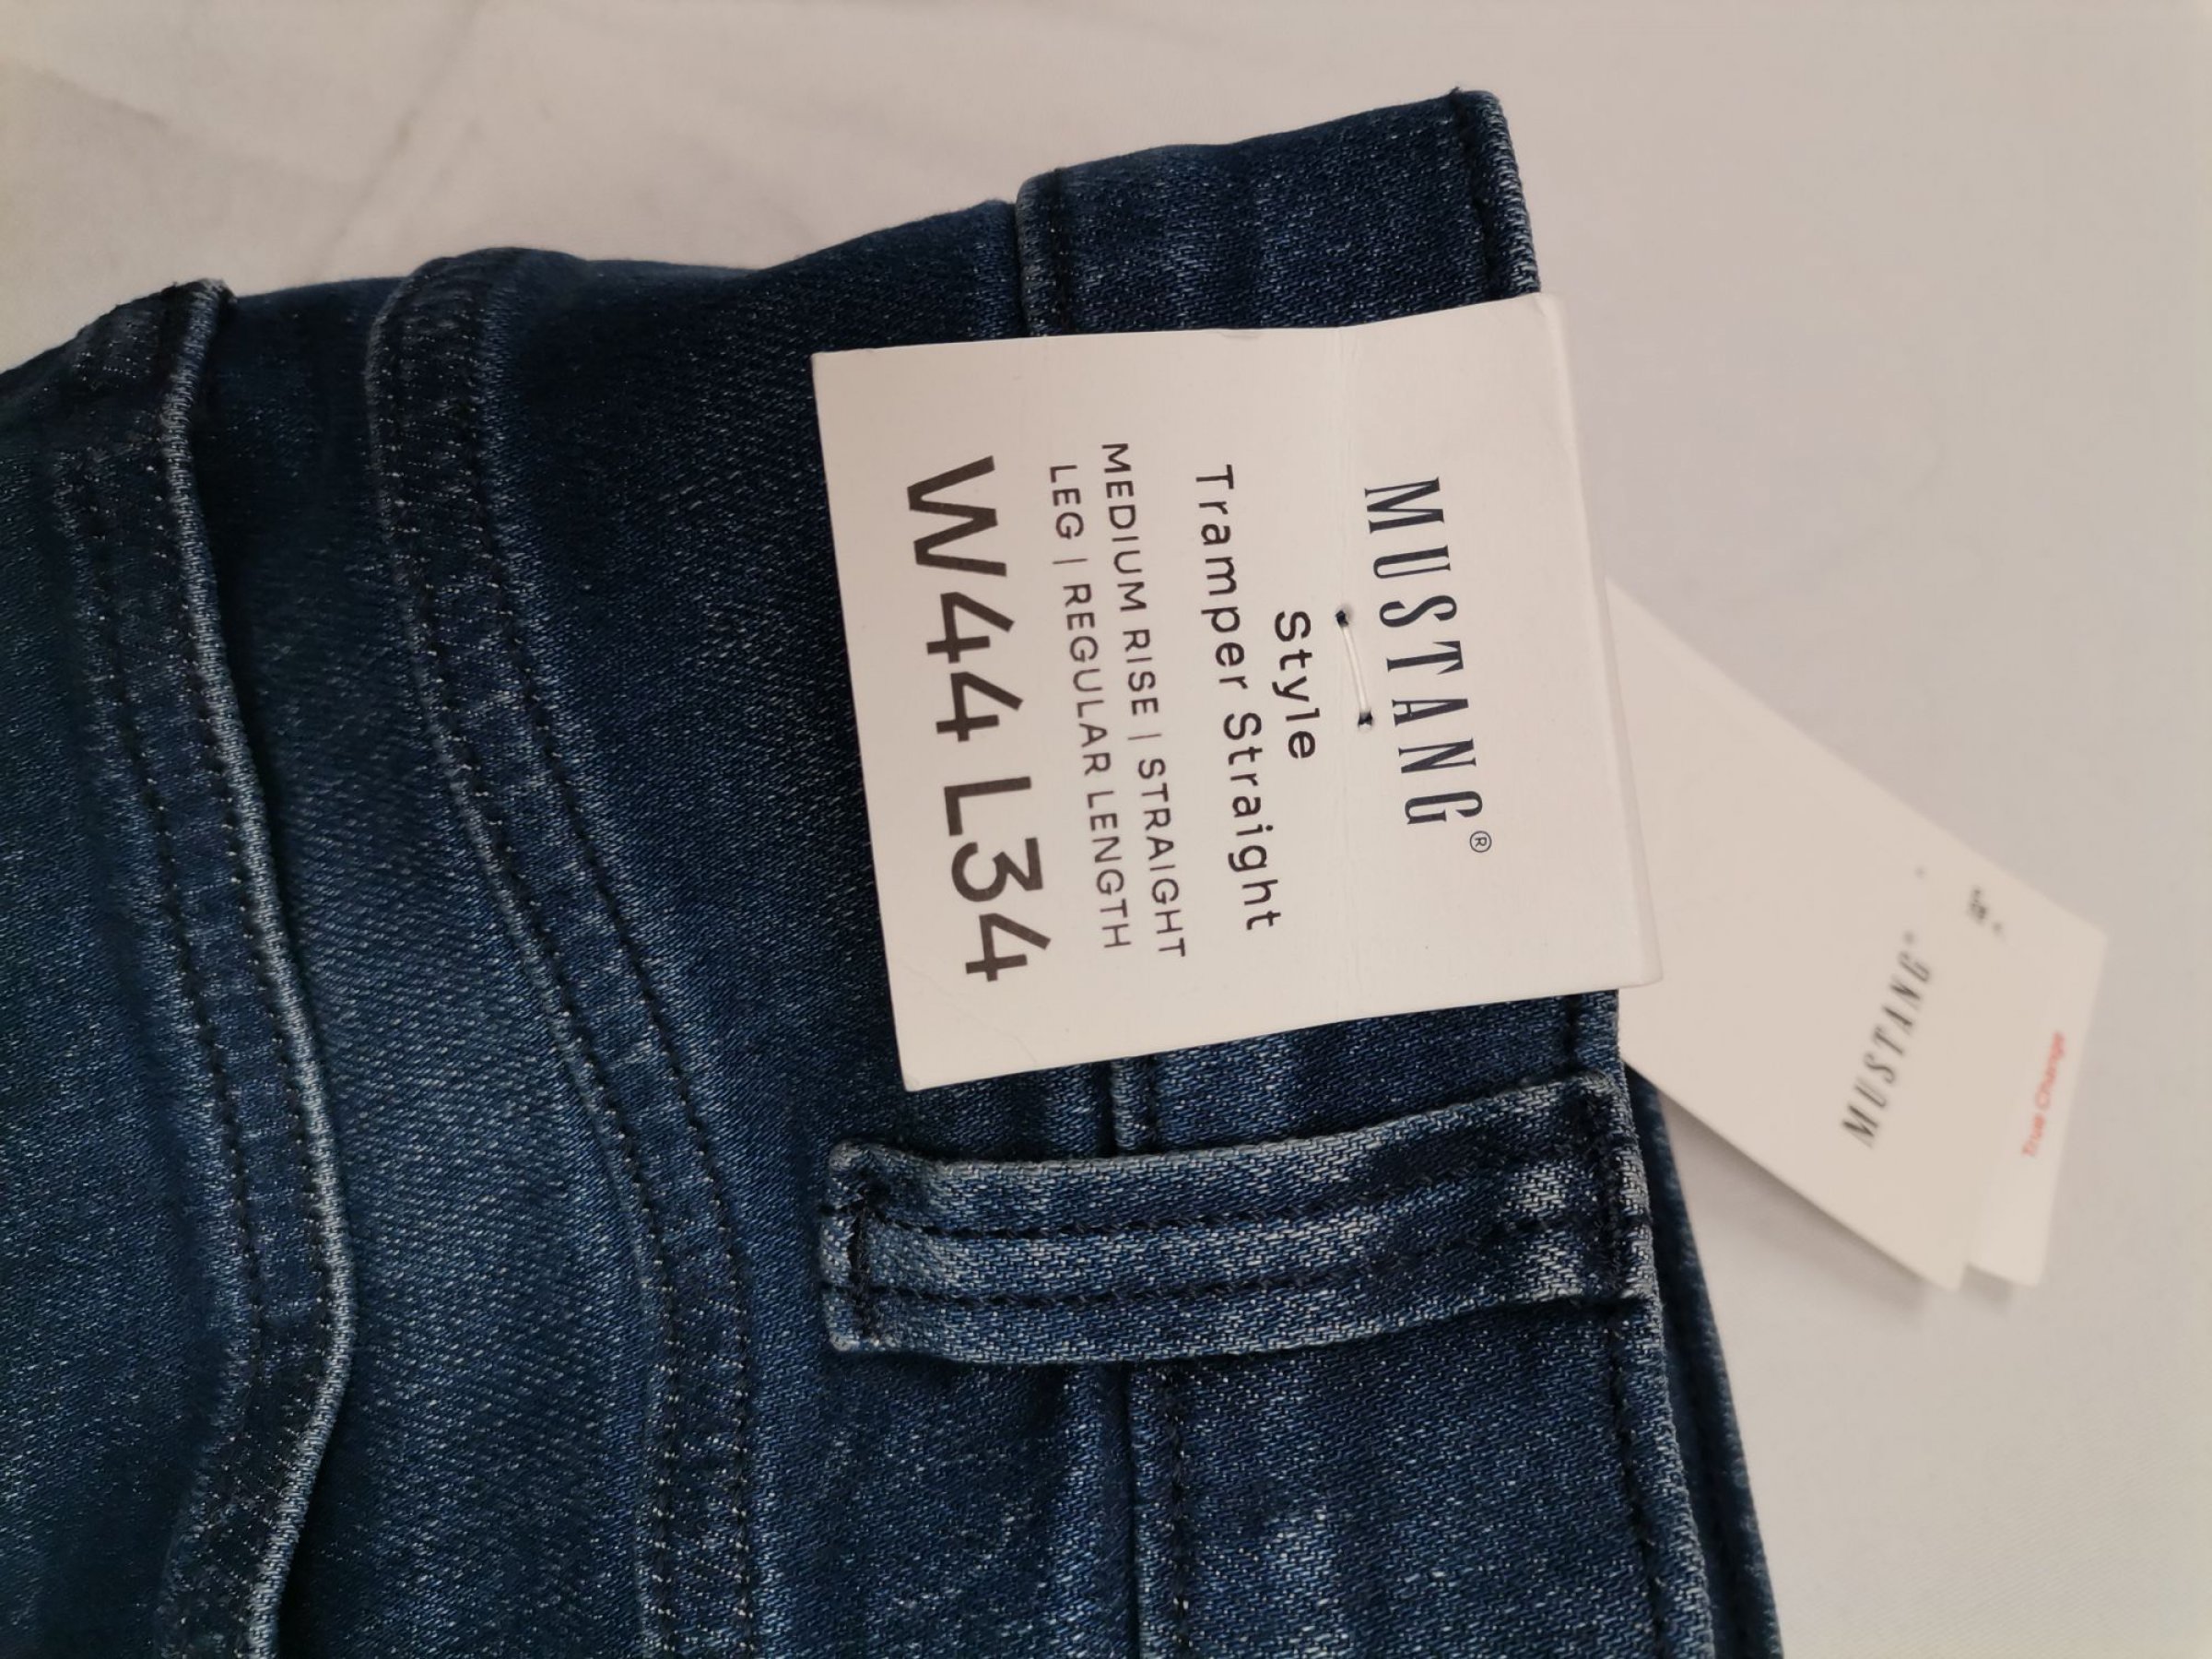 MUSTANG®
Style
Tramper Straight
MEDIUM RISE | STRAIGHT
LEG | REGULAR LENGTH
W44 L34
MUSTANG®
True Change